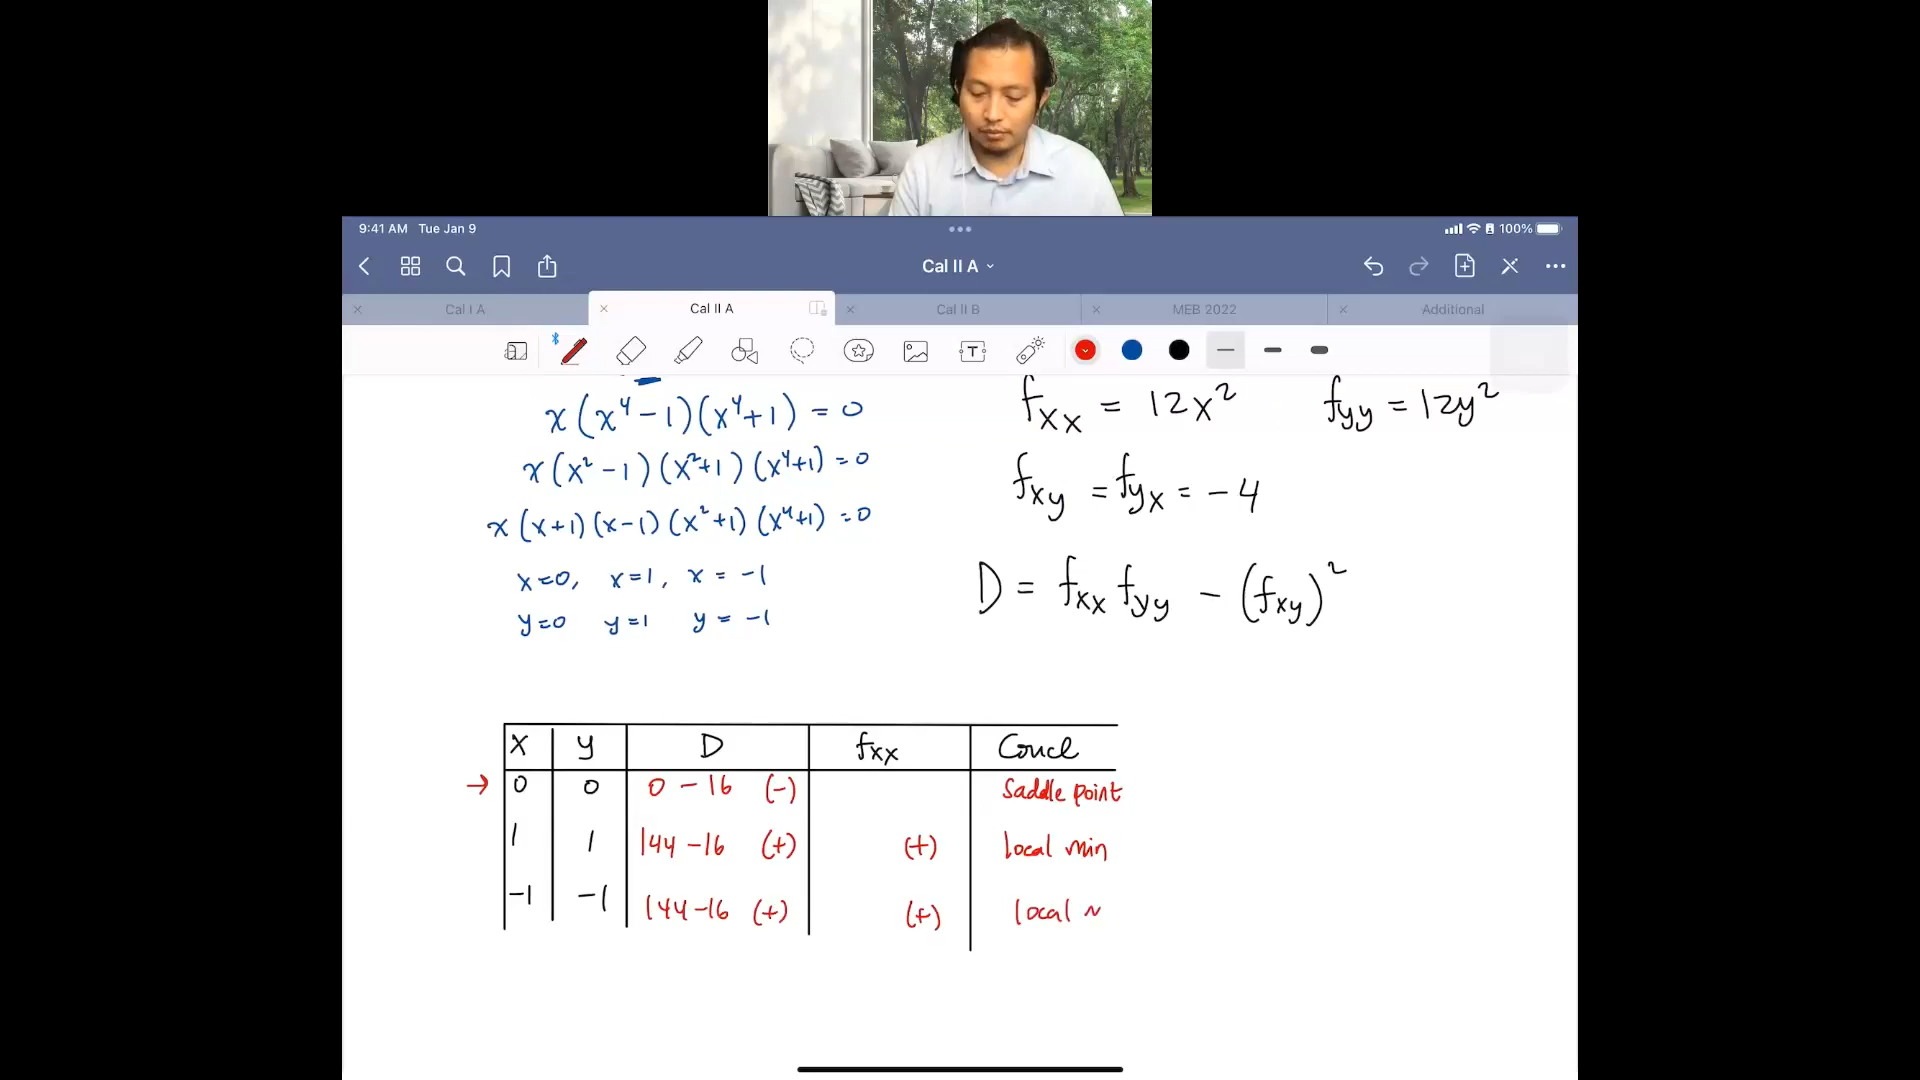 9:41 AM Tue Jan 9
100%
Cal II A
Cal I A
Cal II A
Cal II B
MEB 2022
Additional
T
x(x⁴-1)(x⁴+1) = 0
x(x²-1)(x²+1)(x⁴+1)=0
x(x+1)(x-1)(x²+1)(x⁴+1)=0
x=0, x=1, x = -1
y=0 y=1 y = -1
fxx = 12x² fyy = 12y²
fxy = fyx = -4
D = fxx fyy - (fxy)²
x y D fxx Concl
→ 0 0 0 - 16 (-) Saddle point
1 1 144 - 16 (+) (+) local min
-1 -1 144 - 16 (+) (+) local